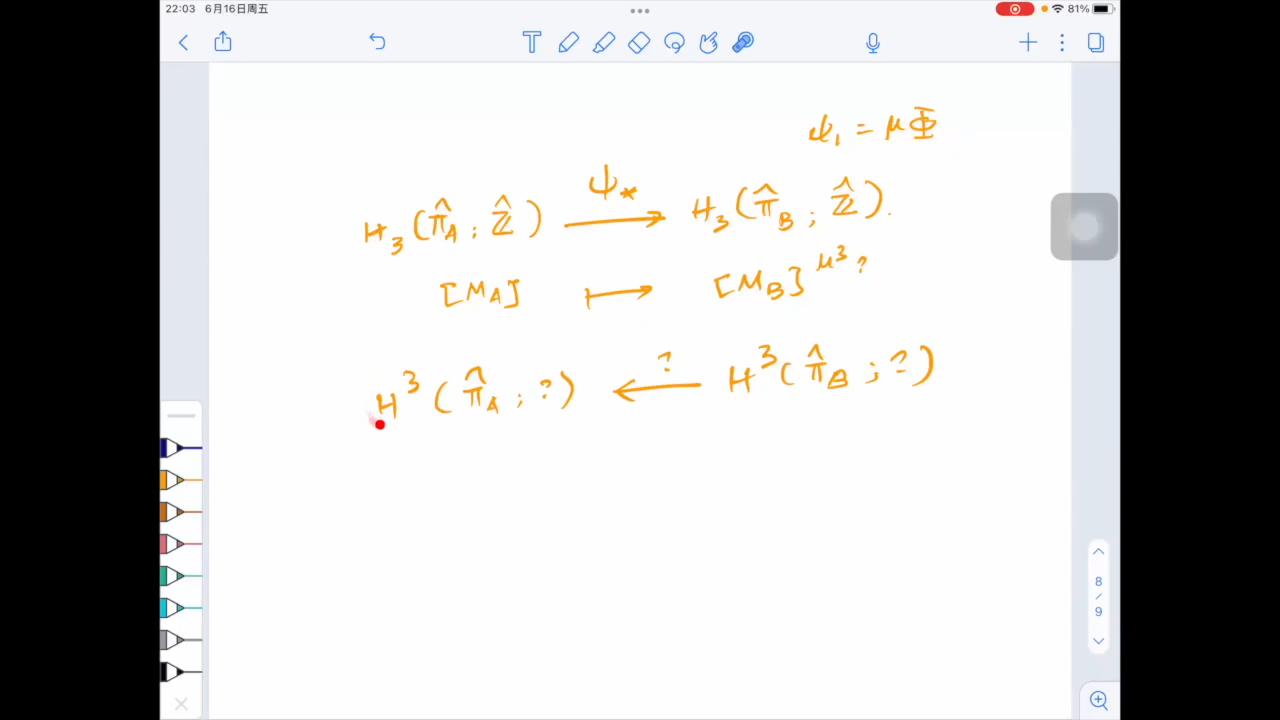 22:03 6月16日周五
81%
ψ₁ = μΦ
H₃(π̂_A; ẑ) —ψ_*→ H₃(π̂_B; ẑ).
[M_A] ↦ [M_B]^μ³?
H³(π̂_A; ?) ←?— H³(π̂_B; ?)
8
/
9